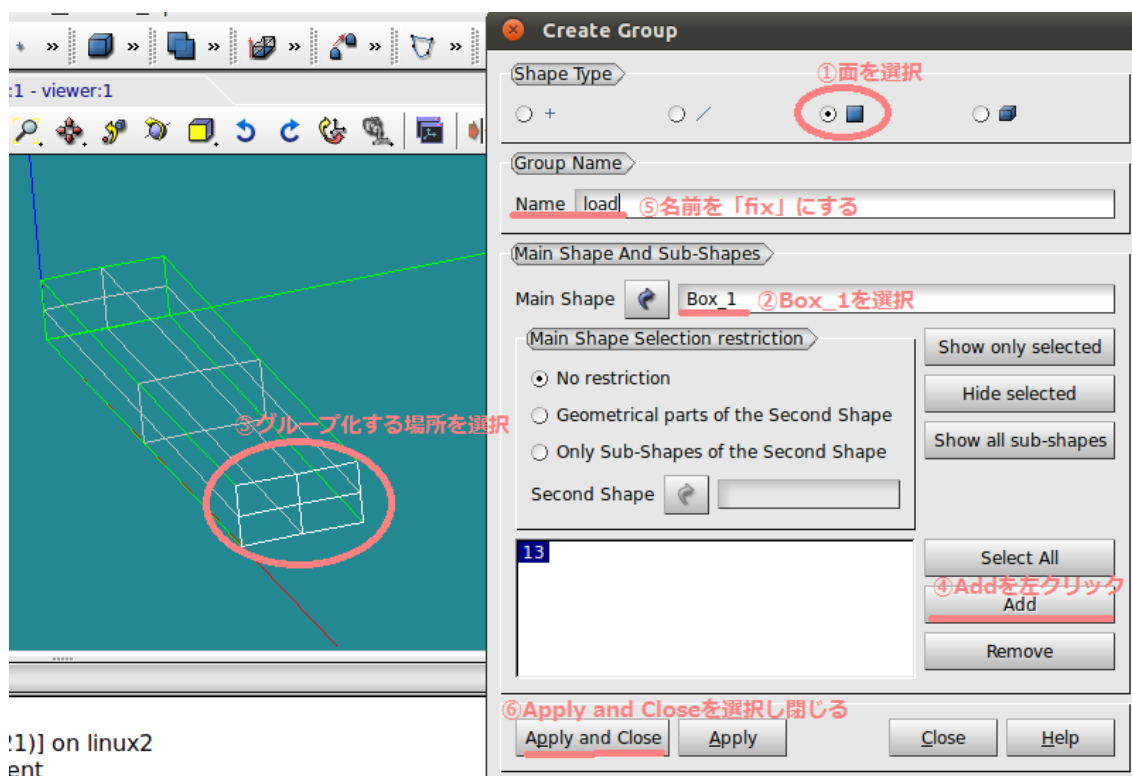 Create Group
:1 - viewer:1
Shape Type
①面を選択
Group Name
Name load
⑤名前を「fix」にする
Main Shape And Sub-Shapes
Main Shape Box_1 ②Box_1を選択
Main Shape Selection restriction
No restriction
Geometrical parts of the Second Shape
Only Sub-Shapes of the Second Shape
Second Shape
Show only selected
Hide selected
Show all sub-shapes
③グループ化する場所を選択
13
Select All
④Addを左クリック
Add
Remove
⑥Apply and Closeを選択し閉じる
Apply and Close Apply Close Help
21)] on linux2
ent